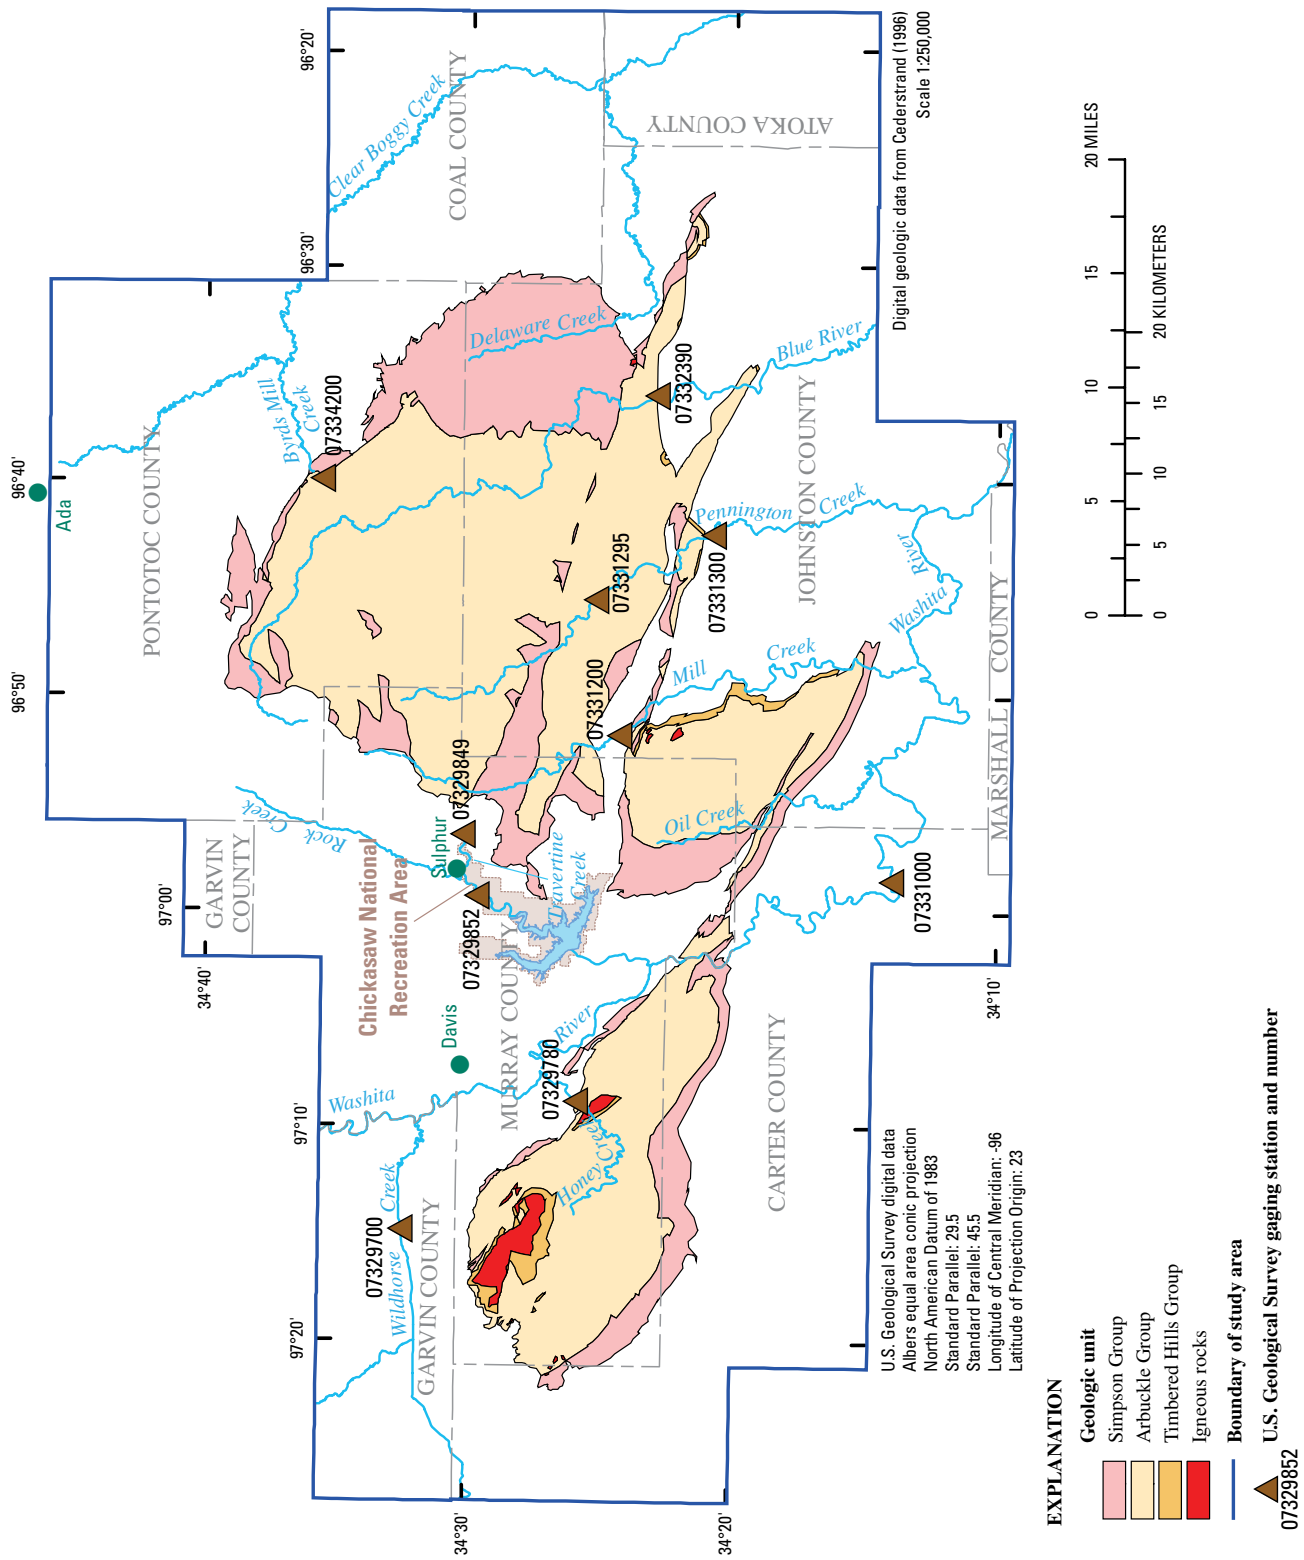 96°20'
96°30'
96°40'
96°50'
97°00'
97°10'
97°20'
34°40'
34°30'
34°20'
34°10'
Ada
PONTOTOC COUNTY
Byrds Mill
Creek
07334200
Clear Boggy Creek
COAL COUNTY
ATOKA COUNTY
Delaware Creek
Blue River
07332390
JOHNSTON COUNTY
Pennington
Creek
07331300
07331295
07331200
Mill
Creek
Washita
River
MARSHALL COUNTY
Oil Creek
07331000
GARVIN
COUNTY
Rock
Creek
Chickasaw National
Recreation Area
Sulphur
07329849
07329852
Travertine
Creek
Davis
MURRAY COUNTY
Washita
River
07329780
Honey Creek
CARTER COUNTY
07329700
Wildhorse
Creek
GARVIN COUNTY
Digital geologic data from Cederstrand (1996)
Scale 1:250,000
0 5 10 15 20 MILES
0 5 10 15 20 KILOMETERS
U.S. Geological Survey digital data
Albers equal area conic projection
North American Datum of 1983
Standard Parallel: 29.5
Standard Parallel: 45.5
Longitude of Central Meridian: -96
Latitude of Projection Origin: 23
EXPLANATION
Geologic unit
Simpson Group
Arbuckle Group
Timbered Hills Group
Igneous rocks
Boundary of study area
U.S. Geological Survey gaging station and number
07329852